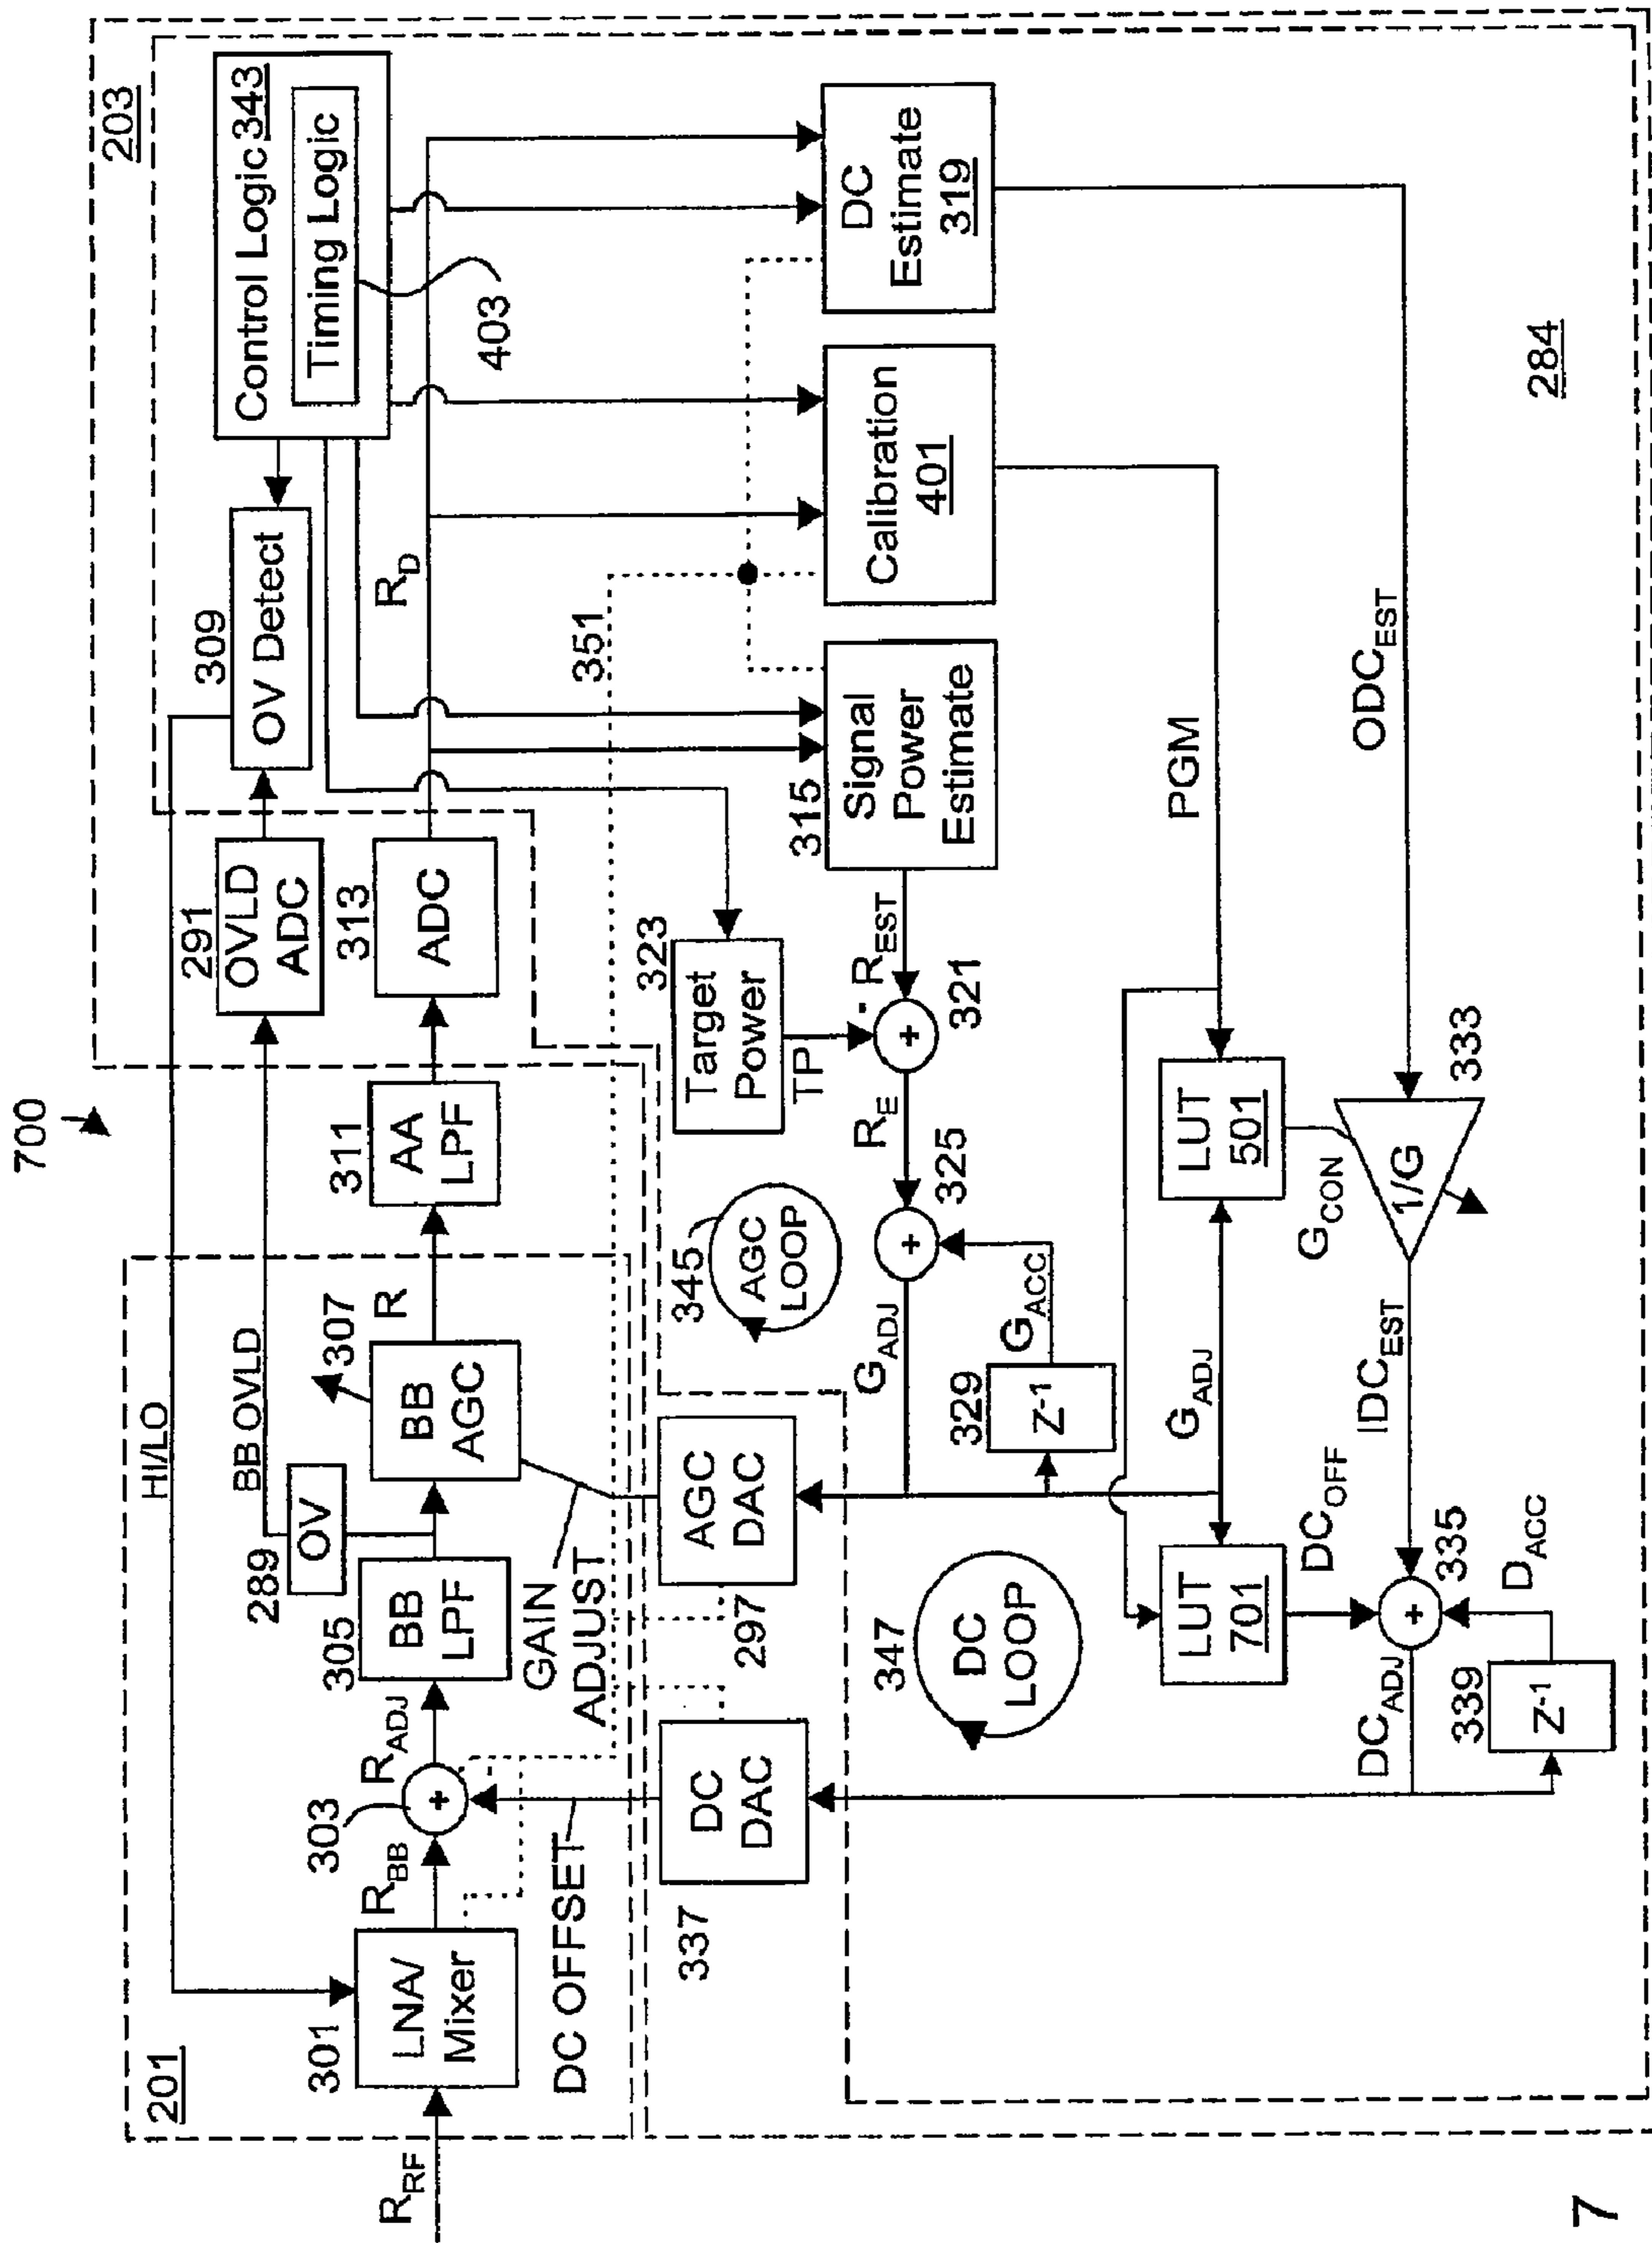 700
201
203
R_RF
301
LNA/
Mixer
R_BB
303
+
R_ADJ
305
BB
LPF
289
OV
HI/LO
BB OVLD
307
BB
AGC
R
311
AA
LPF
291
OVLD
ADC
313
ADC
309
OV Detect
Control Logic 343
Timing Logic
403
R_D
351
DC OFFSET
GAIN
ADJUST
337
DC
DAC
297
AGC
DAC
345
AGC
LOOP
347
DC
LOOP
323
Target
Power
TP
315
Signal
Power
Estimate
Calibration
401
DC
Estimate
319
R_EST
-
+
321
R_E
325
+
G_ADJ
G_ACC
329
Z-1
G_ADJ
PGM
LUT
501
G_CON
LUT
701
DC_OFF
ODC_EST
333
1/G
IDC_EST
335
+
D_ACC
DC_ADJ
339
Z-1
284
7